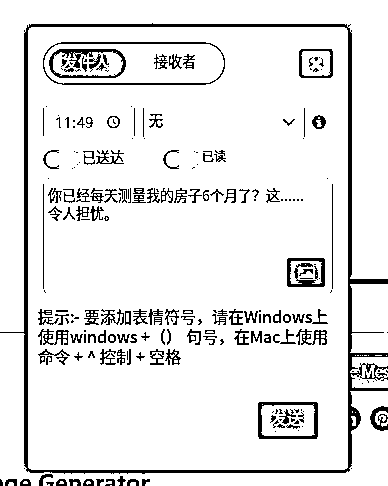 发件人 接收者
11:49 无
已送达 已读
你已经每天测量我的房子6个月了？这......
令人担忧。
提示:- 要添加表情符号，请在Windows上
使用windows +（） 句号，在Mac上使用
命令 + ^ 控制 + 空格
发送
Generator